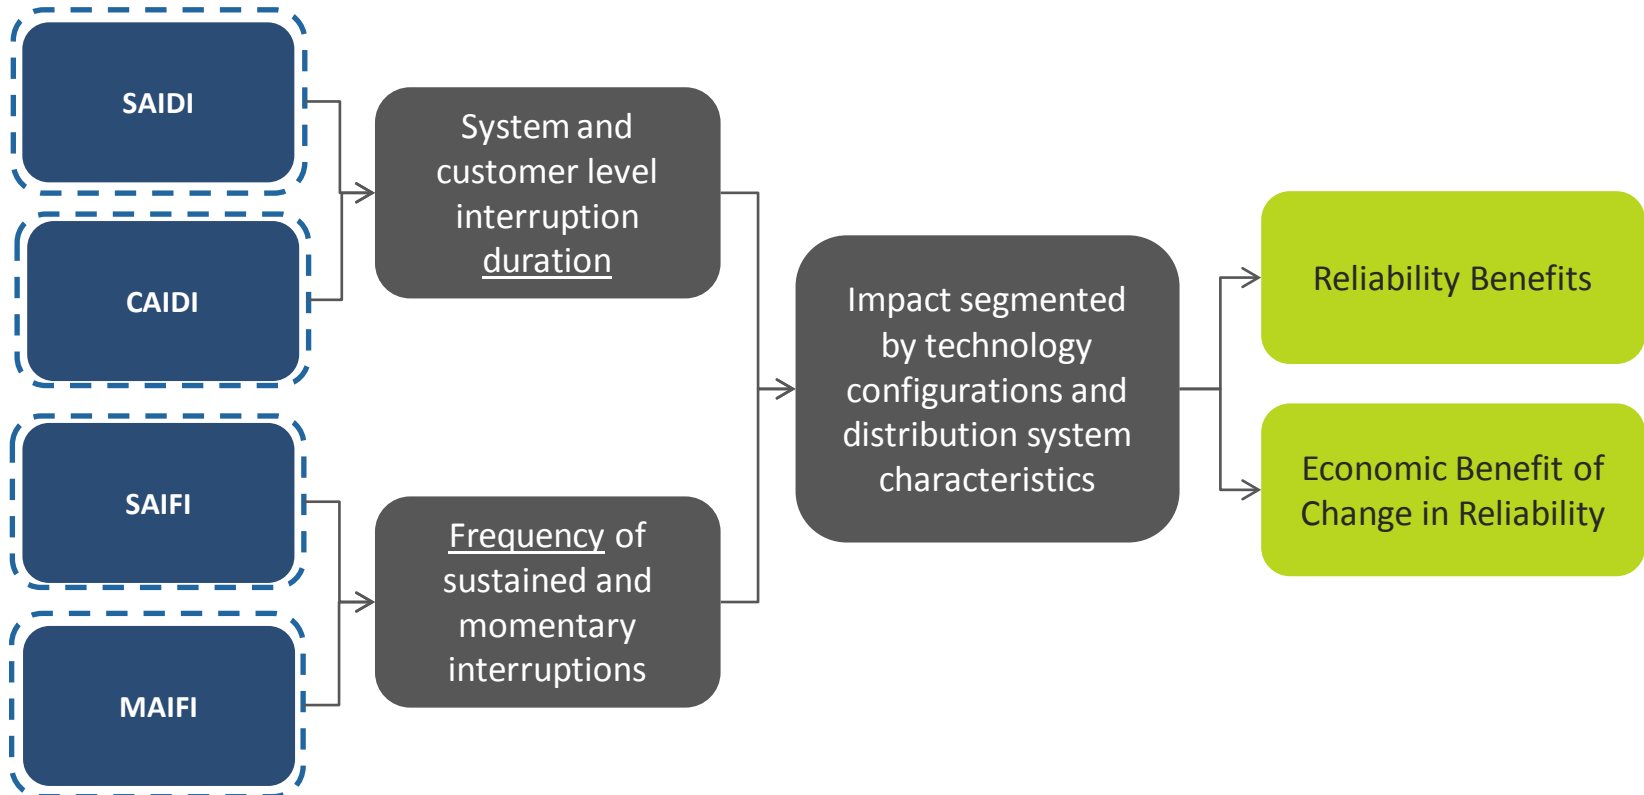 SAIDI
CAIDI
SAIFI
MAIFI
System and
customer level
interruption
duration
Frequency of
sustained and
momentary
interruptions
Impact segmented
by technology
configurations and
distribution system
characteristics
Reliability Benefits
Economic Benefit of
Change in Reliability